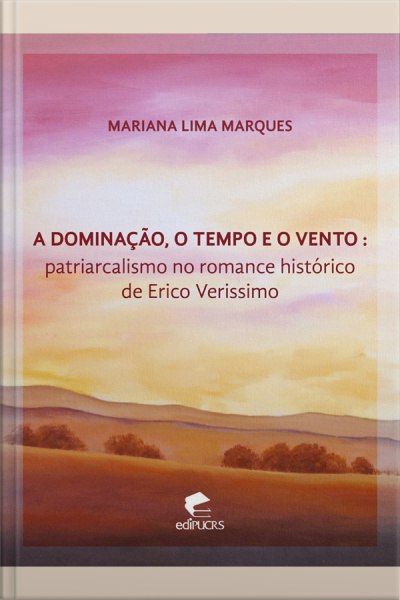 MARIANA LIMA MARQUES
A DOMINAÇÃO, O TEMPO E O VENTO :
patriarcalismo no romance histórico
de Erico Verissimo
ediPUCRS